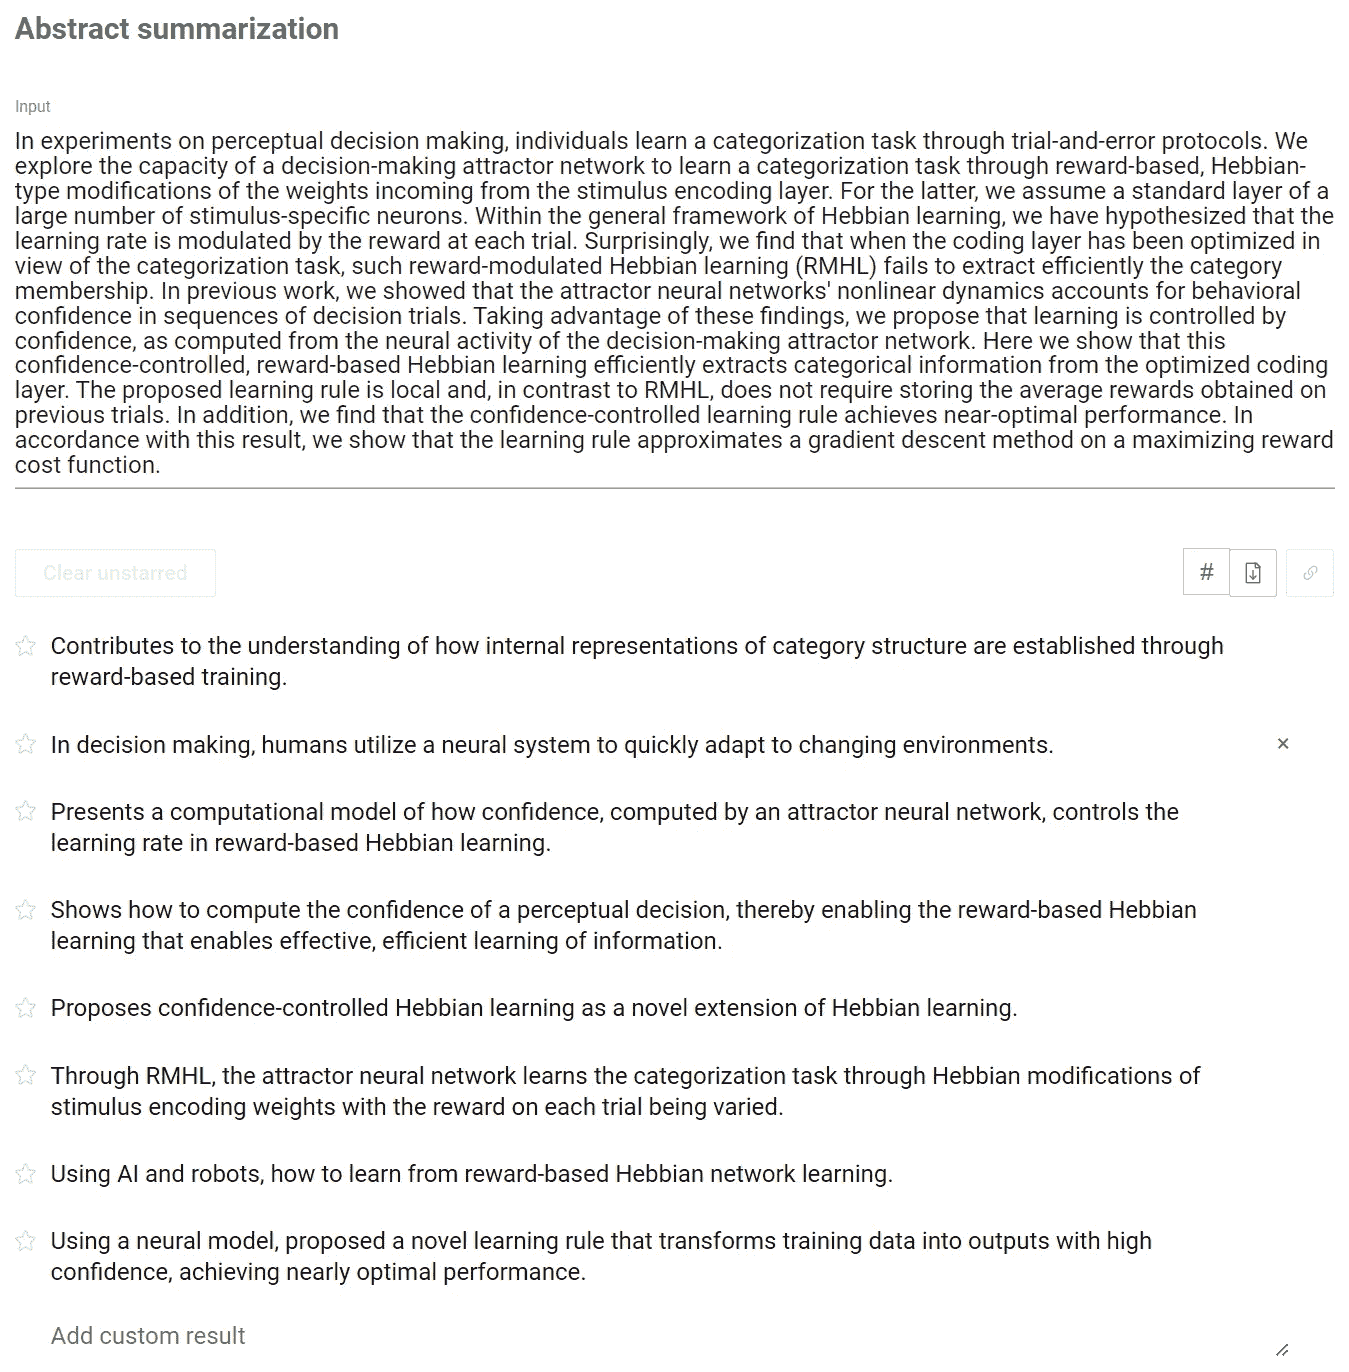 Abstract summarization
Input
In experiments on perceptual decision making, individuals learn a categorization task through trial-and-error protocols. We
explore the capacity of a decision-making attractor network to learn a categorization task through reward-based, Hebbian-
type modifications of the weights incoming from the stimulus encoding layer. For the latter, we assume a standard layer of a
large number of stimulus-specific neurons. Within the general framework of Hebbian learning, we have hypothesized that the
learning rate is modulated by the reward at each trial. Surprisingly, we find that when the coding layer has been optimized in
view of the categorization task, such reward-modulated Hebbian learning (RMHL) fails to extract efficiently the category
membership. In previous work, we showed that the attractor neural networks' nonlinear dynamics accounts for behavioral
confidence in sequences of decision trials. Taking advantage of these findings, we propose that learning is controlled by
confidence, as computed from the neural activity of the decision-making attractor network. Here we show that this
confidence-controlled, reward-based Hebbian learning efficiently extracts categorical information from the optimized coding
layer. The proposed learning rule is local and, in contrast to RMHL, does not require storing the average rewards obtained on
previous trials. In addition, we find that the confidence-controlled learning rule achieves near-optimal performance. In
accordance with this result, we show that the learning rule approximates a gradient descent method on a maximizing reward
cost function.
Clear unstarred
#
Contributes to the understanding of how internal representations of category structure are established through
reward-based training.
In decision making, humans utilize a neural system to quickly adapt to changing environments.
Presents a computational model of how confidence, computed by an attractor neural network, controls the
learning rate in reward-based Hebbian learning.
Shows how to compute the confidence of a perceptual decision, thereby enabling the reward-based Hebbian
learning that enables effective, efficient learning of information.
Proposes confidence-controlled Hebbian learning as a novel extension of Hebbian learning.
Through RMHL, the attractor neural network learns the categorization task through Hebbian modifications of
stimulus encoding weights with the reward on each trial being varied.
Using AI and robots, how to learn from reward-based Hebbian network learning.
Using a neural model, proposed a novel learning rule that transforms training data into outputs with high
confidence, achieving nearly optimal performance.
Add custom result